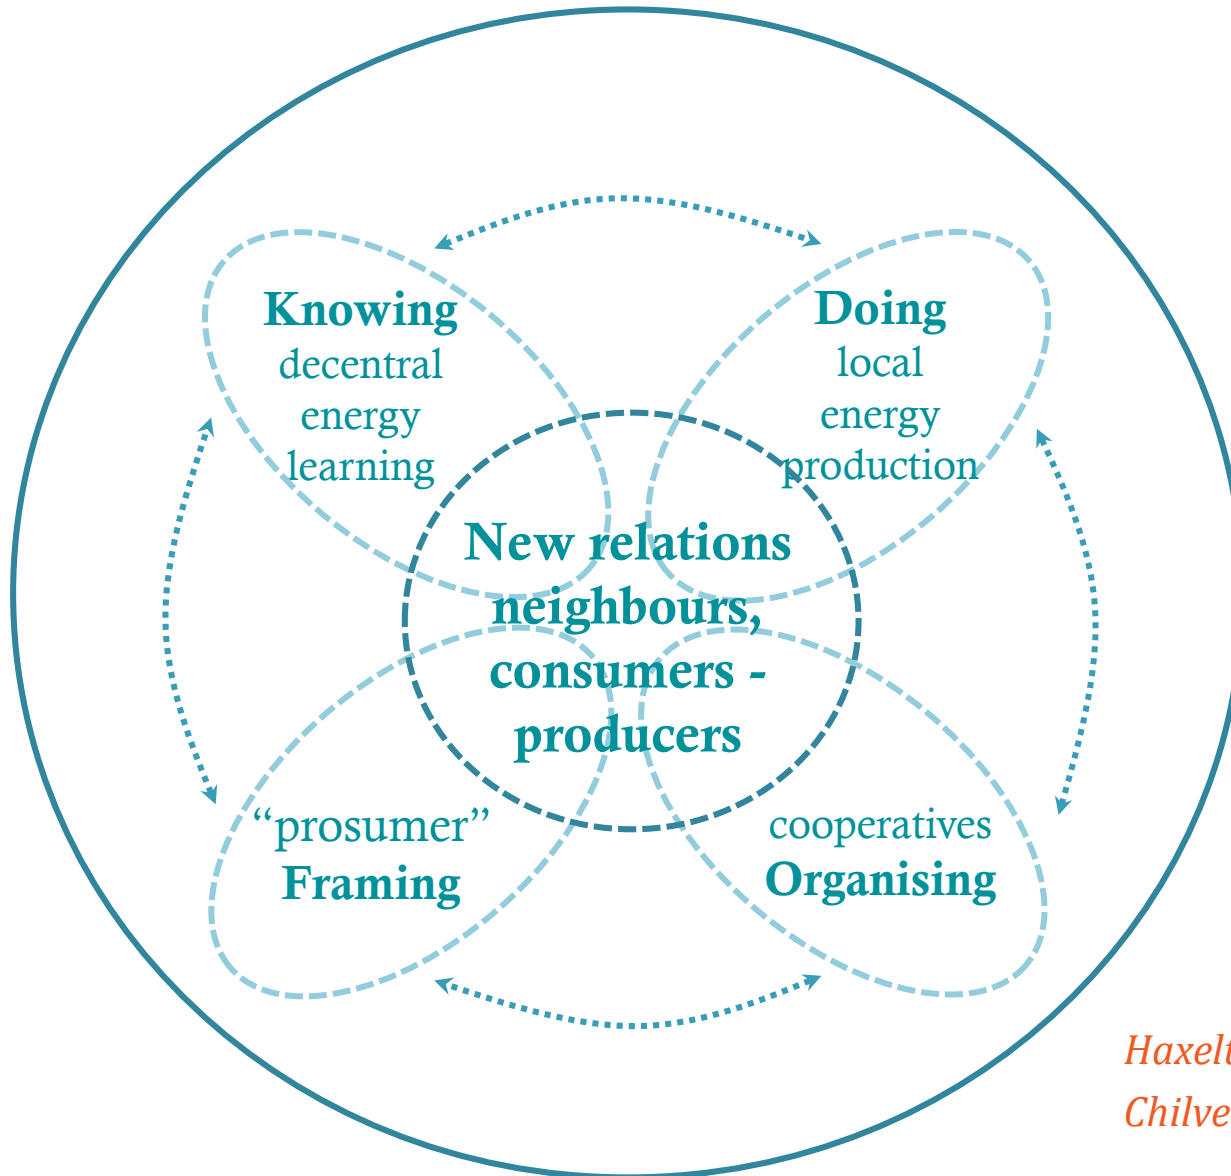 Knowing
decentral
energy
learning
Doing
local
energy
production
New relations
neighbours,
consumers -
producers
“prosumer”
Framing
cooperatives
Organising